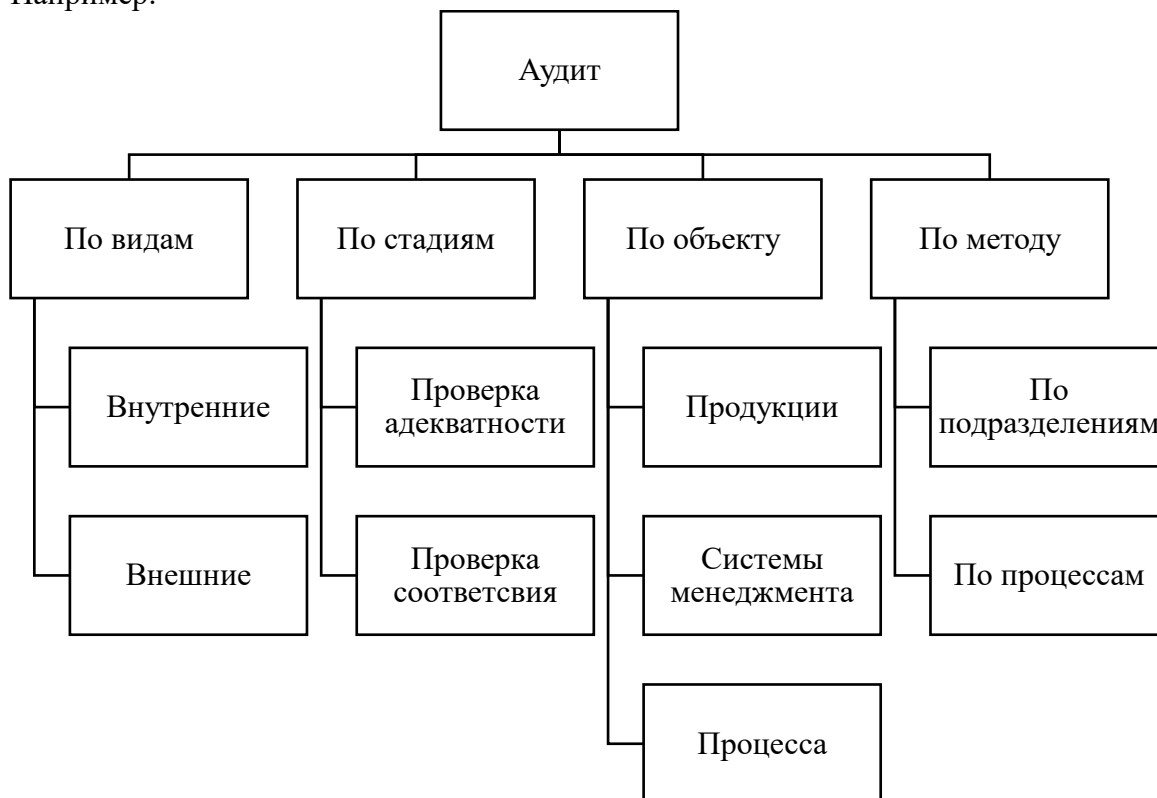 Например:
Аудит
По видам
По стадиям
По объекту
По методу
Внутренние
Проверка
адекватности
Продукции
По
подразделениям
Внешние
Проверка
соответсвия
Системы
менеджмента
По процессам
Процесса